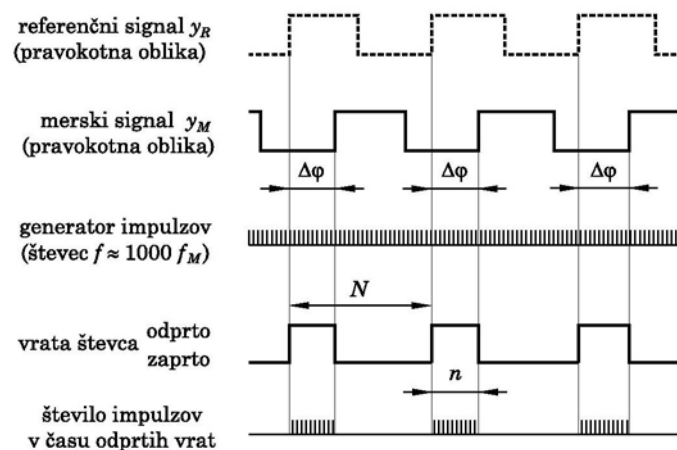 referenčni signal y_R
(pravokotna oblika)
merski signal y_M
(pravokotna oblika)
Δφ Δφ Δφ
generator impulzov
(števec f ≈ 1000 f_M)
N
vrata števca odprto
zaprto
n
število impulzov
v času odprtih vrat